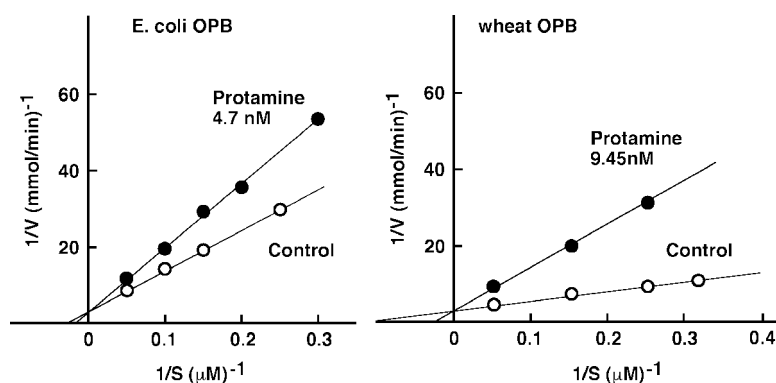 E. coli OPB
1/V (mmol/min)-1
60
40
20
Protamine
4.7 nM
Control
0
0.1
0.2
0.3
1/S (μM)-1
wheat OPB
1/V (mmol/min)-1
60
40
20
Protamine
9.45nM
Control
0
0.1
0.2
0.3
0.4
1/S (μM)-1